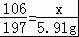 106 = x
197 5.91g